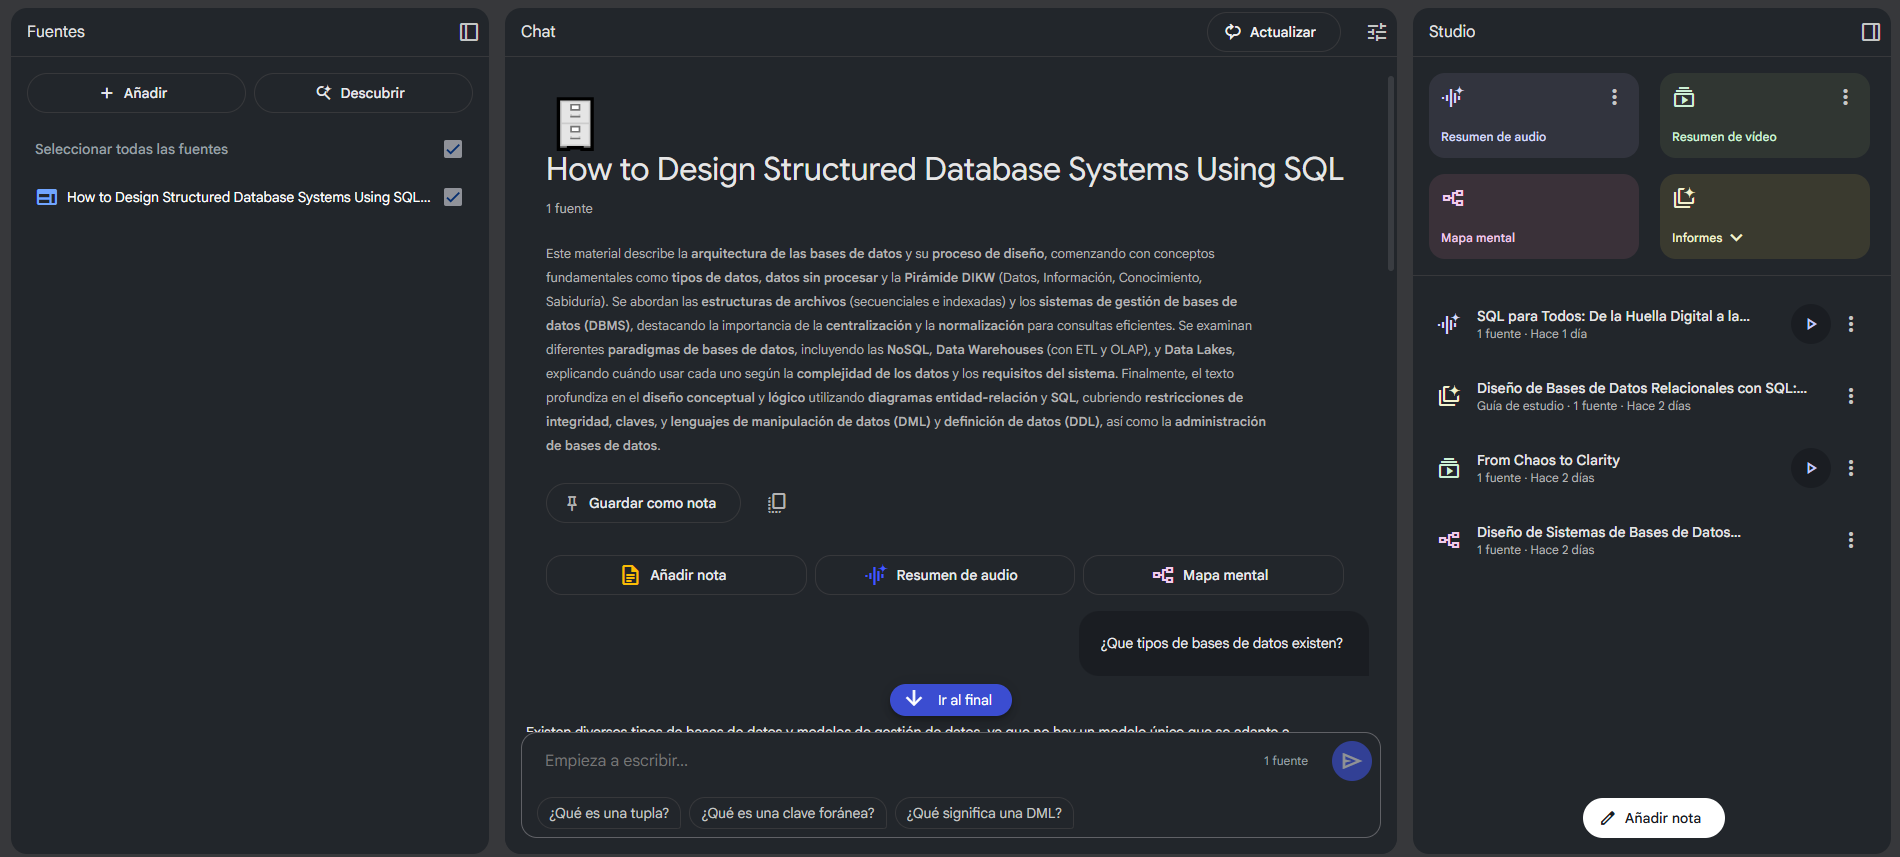 Fuentes
Añadir
Descubrir
Seleccionar todas las fuentes
How to Design Structured Database Systems Using SQL...
Chat
Actualizar
How to Design Structured Database Systems Using SQL
1 fuente
Este material describe la arquitectura de las bases de datos y su proceso de diseño, comenzando con conceptos
fundamentales como tipos de datos, datos sin procesar y la Pirámide DIKW (Datos, Información, Conocimiento,
Sabiduría). Se abordan las estructuras de archivos (secuenciales e indexadas) y los sistemas de gestión de bases de
datos (DBMS), destacando la importancia de la centralización y la normalización para consultas eficientes. Se examinan
diferentes paradigmas de bases de datos, incluyendo las NoSQL, Data Warehouses (con ETL y OLAP), y Data Lakes,
explicando cuándo usar cada uno según la complejidad de los datos y los requisitos del sistema. Finalmente, el texto
profundiza en el diseño conceptual y lógico utilizando diagramas entidad-relación y SQL, cubriendo restricciones de
integridad, claves, y lenguajes de manipulación de datos (DML) y definición de datos (DDL), así como la administración
de bases de datos.
Guardar como nota
Añadir nota
Resumen de audio
Mapa mental
¿Que tipos de bases de datos existen?
Ir al final
Existen diversos tipos de bases de datos y modelos de gestión de datos, ya que no hay un modelo único que se adapte a
Empieza a escribir...
1 fuente
¿Qué es una tupla?
¿Qué es una clave foránea?
¿Qué significa una DML?
Studio
Resumen de audio
Resumen de vídeo
Mapa mental
Informes
SQL para Todos: De la Huella Digital a la...
1 fuente · Hace 1 día
Diseño de Bases de Datos Relacionales con SQL:...
Guía de estudio · 1 fuente · Hace 2 días
From Chaos to Clarity
1 fuente · Hace 2 días
Diseño de Sistemas de Bases de Datos...
1 fuente · Hace 2 días
Añadir nota